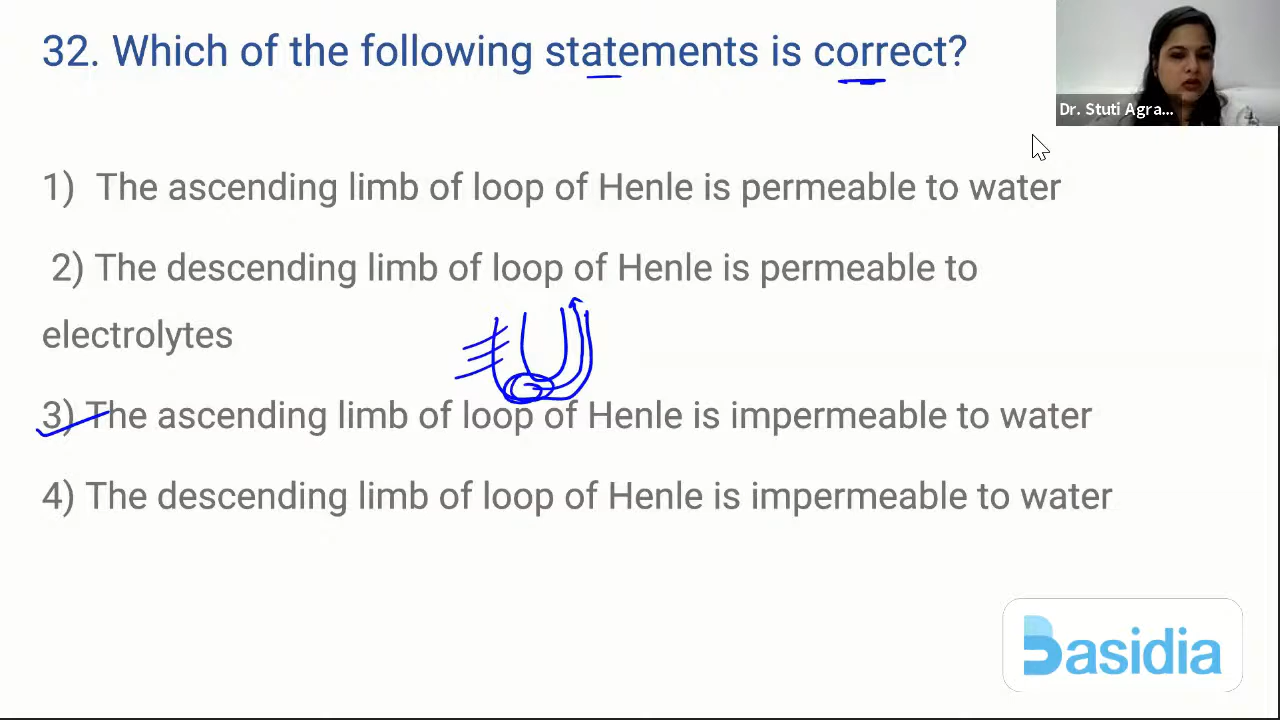 32. Which of the following statements is correct?
Dr. Stuti Agra...
1) The ascending limb of loop of Henle is permeable to water
2) The descending limb of loop of Henle is permeable to
electrolytes
3) The ascending limb of loop of Henle is impermeable to water
4) The descending limb of loop of Henle is impermeable to water
Basidia